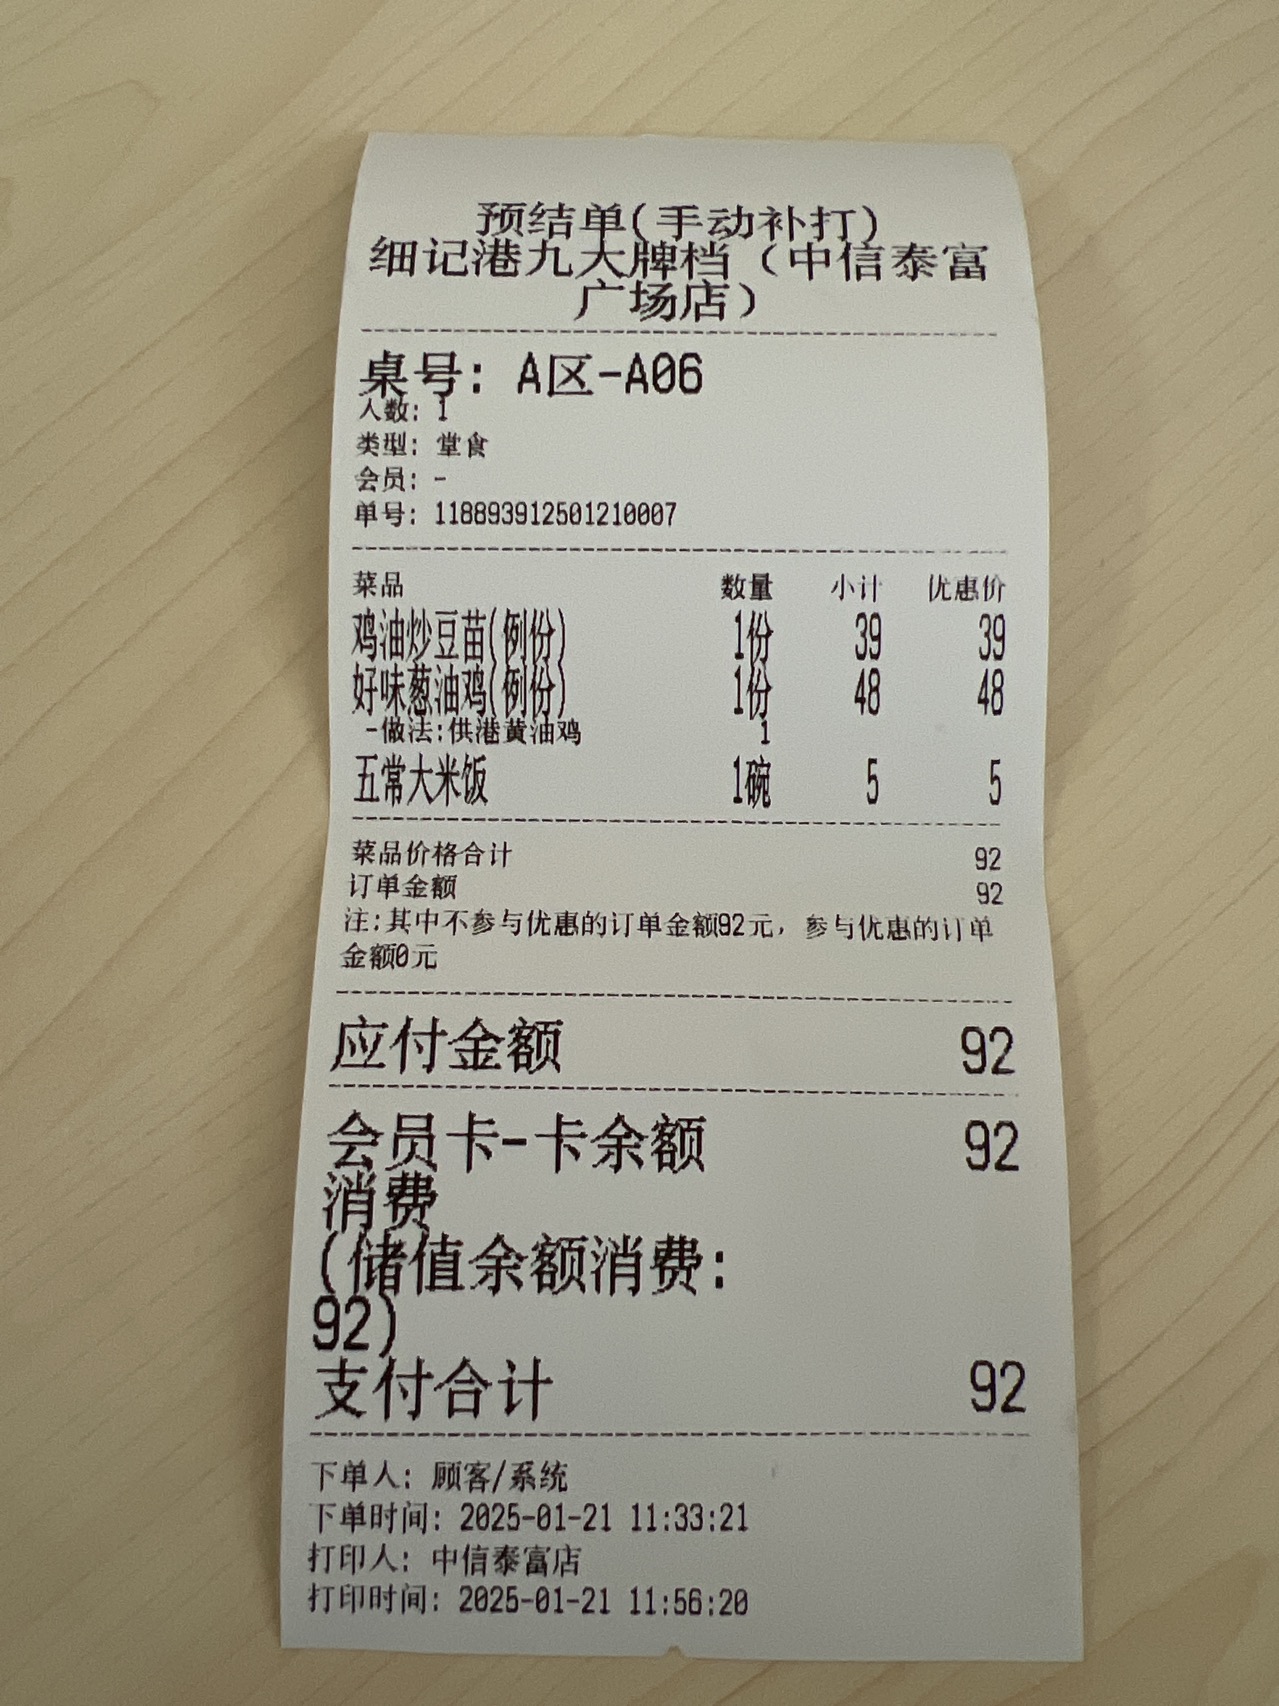 预结单(手动补打)
细记港九大牌档（中信泰富
广场店）
桌号: A区-A06
人数: 1
类型: 堂食
会员: -
单号: 118893912501210007
菜品 数量 小计 优惠价
鸡油炒豆苗(例份) 1份 39 39
好味葱油鸡(例份) 1份 48 48
-做法:供港黄油鸡 1
五常大米饭 1碗 5 5
菜品价格合计 92
订单金额 92
注:其中不参与优惠的订单金额92元，参与优惠的订单
金额0元
应付金额 92
会员卡-卡余额 92
消费
(储值余额消费:
92)
支付合计 92
下单人: 顾客/系统
下单时间: 2025-01-21 11:33:21
打印人: 中信泰富店
打印时间: 2025-01-21 11:56:20